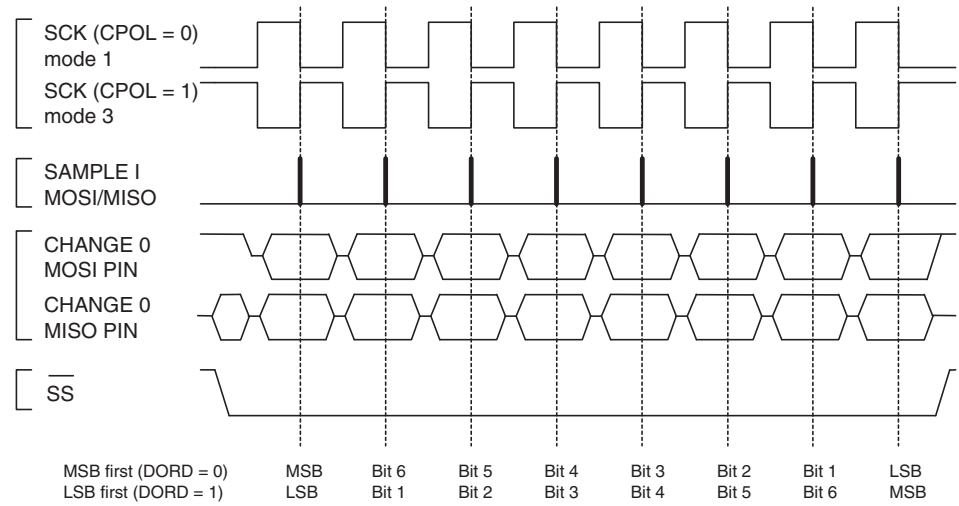 SCK (CPOL = 0)
mode 1
SCK (CPOL = 1)
mode 3
SAMPLE I
MOSI/MISO
CHANGE 0
MOSI PIN
CHANGE 0
MISO PIN
SS
MSB first (DORD = 0) MSB Bit 6 Bit 5 Bit 4 Bit 3 Bit 2 Bit 1 LSB
LSB first (DORD = 1) LSB Bit 1 Bit 2 Bit 3 Bit 4 Bit 5 Bit 6 MSB